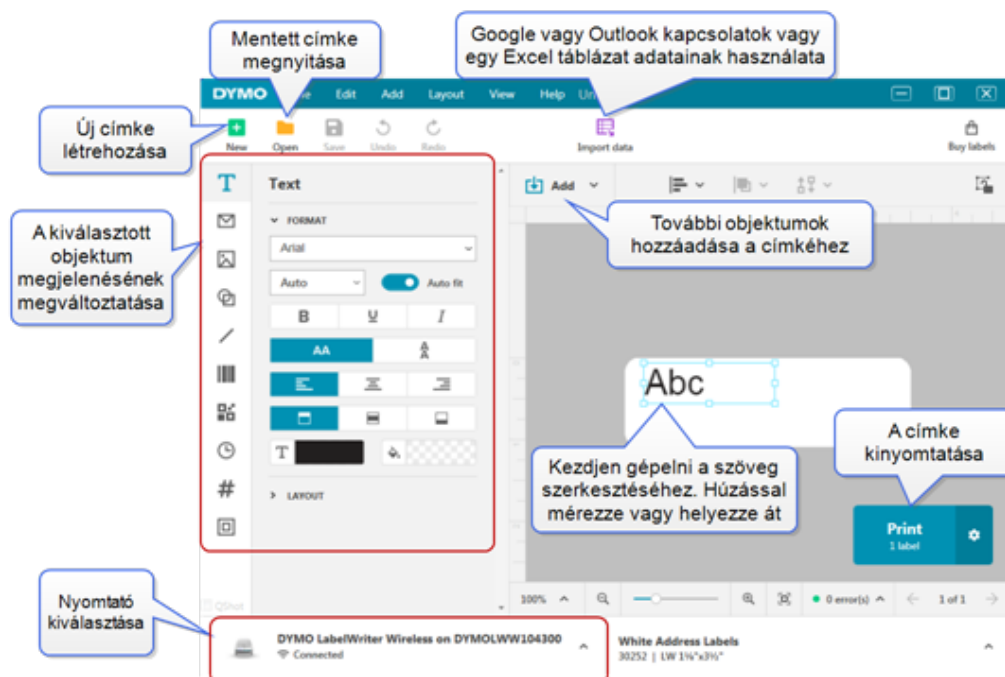 Mentett címke
megnyitása
Google vagy Outlook kapcsolatok vagy
egy Excel táblázat adatainak használata
DYMO Edit Add Layout View Help
Új címke
létrehozása
New Open Save Undo Redo Import data Buy labels
Text
Add
FORMAT
További objektumok
hozzáadása a címkéhez
A kiválasztott
objektum
megjelenésének
megváltoztatása
Arial
Auto Auto fit
B U I
AA A
A
T
LAYOUT
Abc
Kezdjen gépelni a szöveg
szerkesztéséhez. Húzással
mérezze vagy helyezze át
A címke
kinyomtatása
Print
1 label
Nyomtató
kiválasztása
QShot
100% 0 error(s) 1 of 1
DYMO LabelWriter Wireless on DYMOLWW104300
Connected
White Address Labels
30252 | LW 1⅛"x3½"